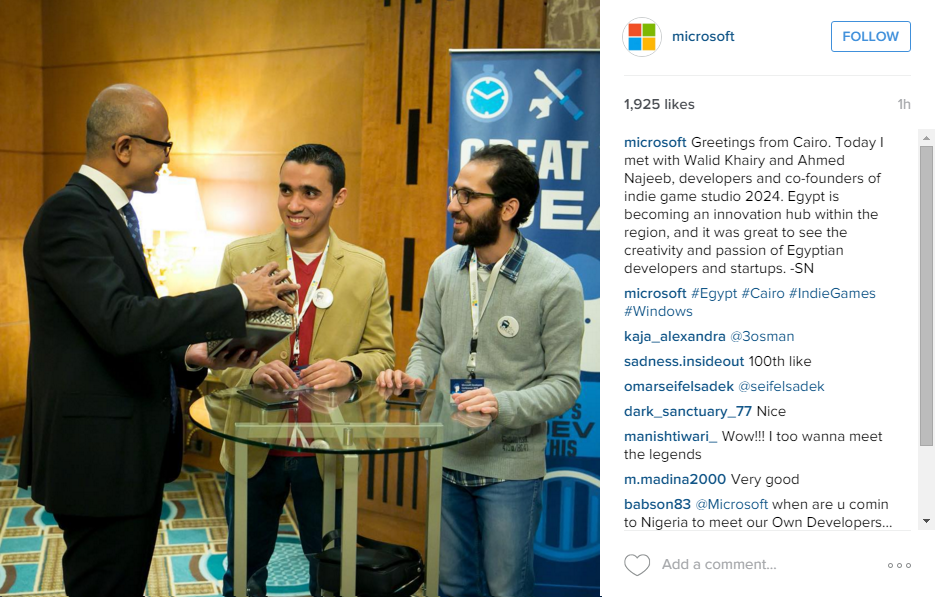 GREAT
IDEA
DEV
THIS
microsoft
FOLLOW
1,925 likes
1h
microsoft Greetings from Cairo. Today I
met with Walid Khairy and Ahmed
Najeeb, developers and co-founders of
indie game studio 2024. Egypt is
becoming an innovation hub within the
region, and it was great to see the
creativity and passion of Egyptian
developers and startups. -SN
microsoft #Egypt #Cairo #IndieGames
#Windows
kaja_alexandra @3osman
sadness.insideout 100th like
omarseifelsadek @seifelsadek
dark_sanctuary_77 Nice
manishtiwari_ Wow!!! I too wanna meet
the legends
m.madina2000 Very good
babson83 @Microsoft when are u comin
to Nigeria to meet our Own Developers...
Add a comment...